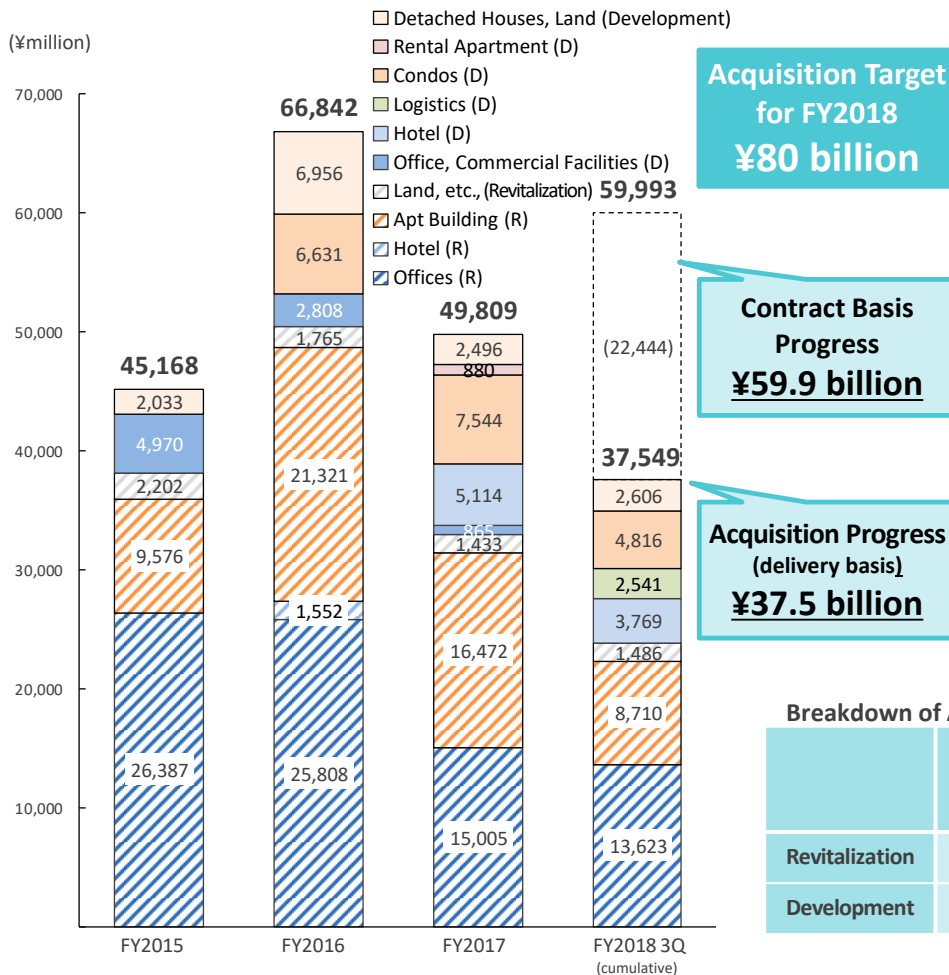 (¥million)
Detached Houses, Land (Development)
Rental Apartment (D)
Condos (D)
Logistics (D)
Hotel (D)
Office, Commercial Facilities (D)
Land, etc., (Revitalization)
Apt Building (R)
Hotel (R)
Offices (R)
Acquisition Target
for FY2018
¥80 billion
70,000
60,000
50,000
40,000
30,000
20,000
10,000
45,168
2,033
4,970
2,202
9,576
26,387
FY2015
66,842
6,956
6,631
2,808
1,765
21,321
1,552
25,808
FY2016
49,809
2,496
880
7,544
5,114
865
1,433
16,472
15,005
FY2017
59,993
(22,444)
37,549
2,606
4,816
2,541
3,769
1,486
8,710
13,623
FY2018 3Q
(cumulative)
Contract Basis
Progress
¥59.9 billion
Acquisition Progress
(delivery basis)
¥37.5 billion
Breakdown of
Revitalization
Development